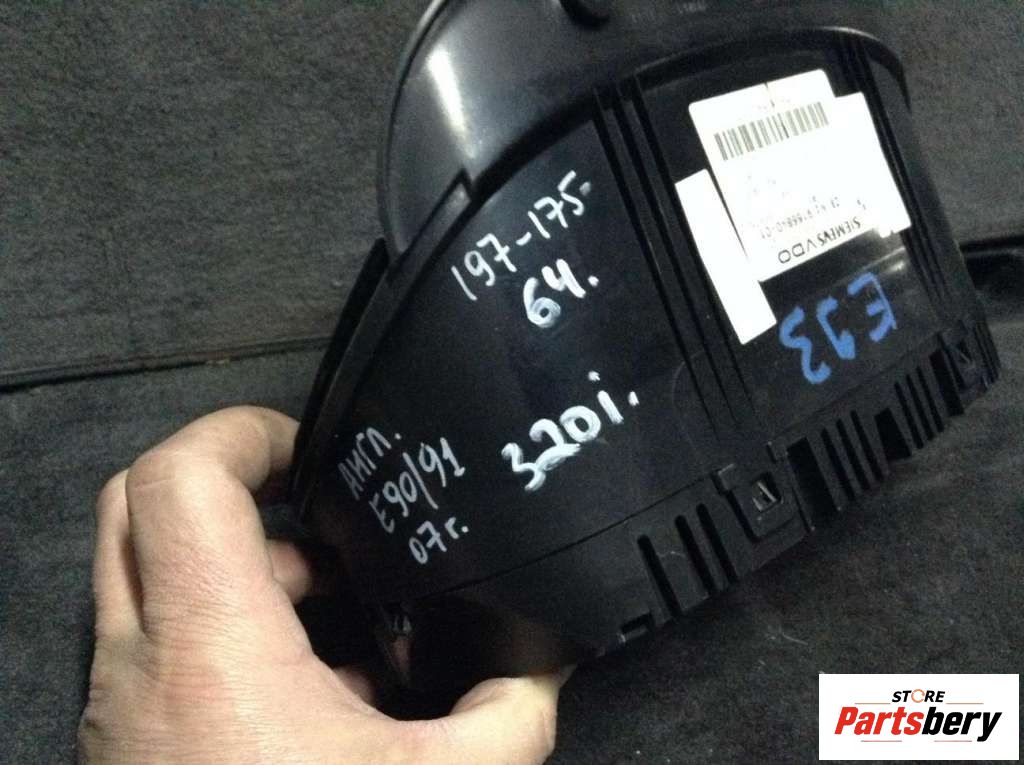 197-175-
64.
320i.
Англ.
E90/91
07г.
E93
SIEMENS VDO
STORE
Partsbery